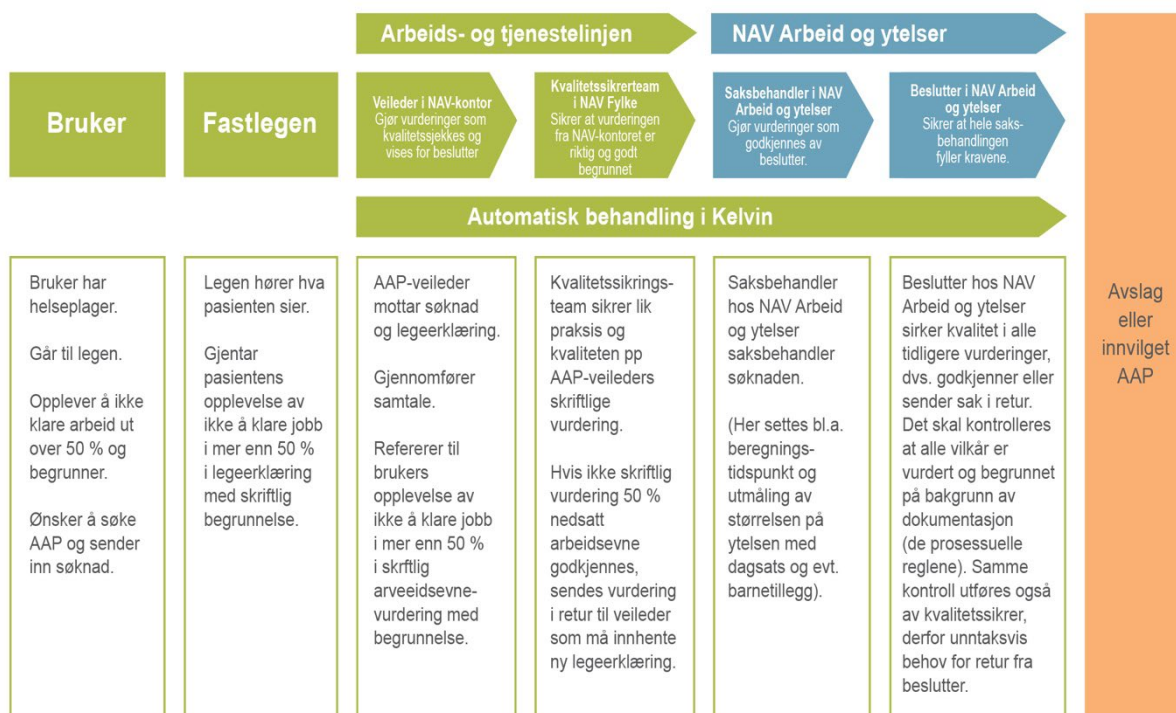 Arbeids- og tjenestelinjen
NAV Arbeid og ytelser
Bruker
Fastlegen
Veileder i NAV-kontor
Gjør vurderinger som
kvalitetssjekkes og
vises for beslutter
Kvalitetssikrerteam
i NAV Fylke
Sikrer at vurderingen
fra NAV-kontoret er
riktig og godt
begrunnet
Saksbehandler i NAV
Arbeid og ytelser
Gjør vurderinger som
godkjennes av
beslutter.
Beslutter i NAV Arbeid
og ytelser
Sikrer at hele saks-
behandlingen
fyller kravene.
Automatisk behandling i Kelvin
Bruker har
helseplager.
Går til legen.
Opplever å ikke
klare arbeid ut
over 50 % og
begrunner.
Ønsker å søke
AAP og sender
inn søknad.
Legen hører hva
pasienten sier.
Gjentar
pasientens
opplevelse av
ikke å klare jobb
i mer enn 50 %
i legeerklæring
med skriftlig
begrunnelse.
AAP-veileder
mottar søknad
og legeerklæring.
Gjennomfører
samtale.
Refererer til
brukers
opplevelse av
ikke å klare jobb
i mer enn 50 %
i skrftlig
arveeidsevne-
vurdering med
begrunnelse.
Kvalitetssikrings-
team sikrer lik
praksis og
kvaliteten pp
AAP-veileders
skriftlige
vurdering.
Hvis ikke skriftlig
vurdering 50 %
nedsatt
arbeidsevne
godkjennes,
sendes vurdering
i retur til veileder
som må innhente
ny legeerklæring.
Saksbehandler
hos NAV Arbeid
og ytelser
saksbehandler
søknaden.
(Her settes bl.a.
beregnings-
tidspunkt og
utmåling av
størrelsen på
ytelsen med
dagsats og evt.
barnetillegg).
Beslutter hos NAV
Arbeid og ytelser
sirker kvalitet i alle
tidligere vurderinger,
dvs. godkjenner eller
sender sak i retur.
Det skal kontrolleres
at alle vilkår er
vurdert og begrunnet
på bakgrunn av
dokumentasjon
(de prosessuelle
reglene). Samme
kontroll utføres også
av kvalitetssikrer,
derfor unntaksvis
behov for retur fra
beslutter.
Avslag
eller
innvilget
AAP